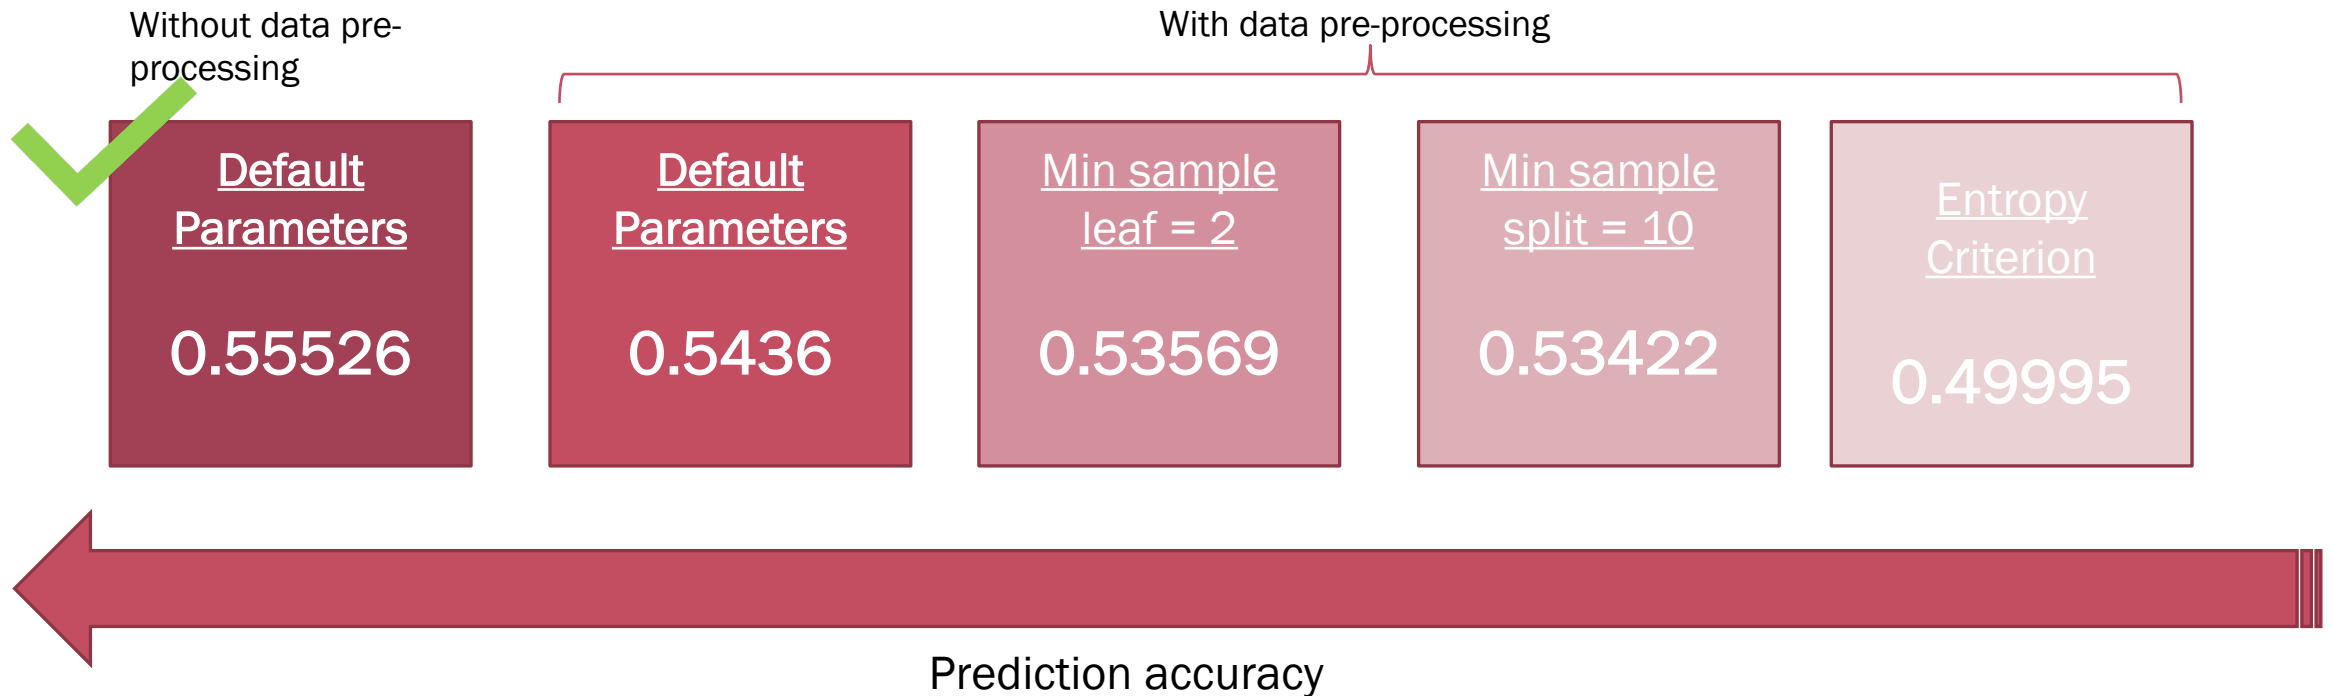 Without data pre-
processing
With data pre-processing
Default
Parameters
0.55526
Default
Parameters
0.5436
Min sample
leaf = 2
0.53569
Min sample
split = 10
0.53422
Entropy
Criterion
0.49995
Prediction accuracy